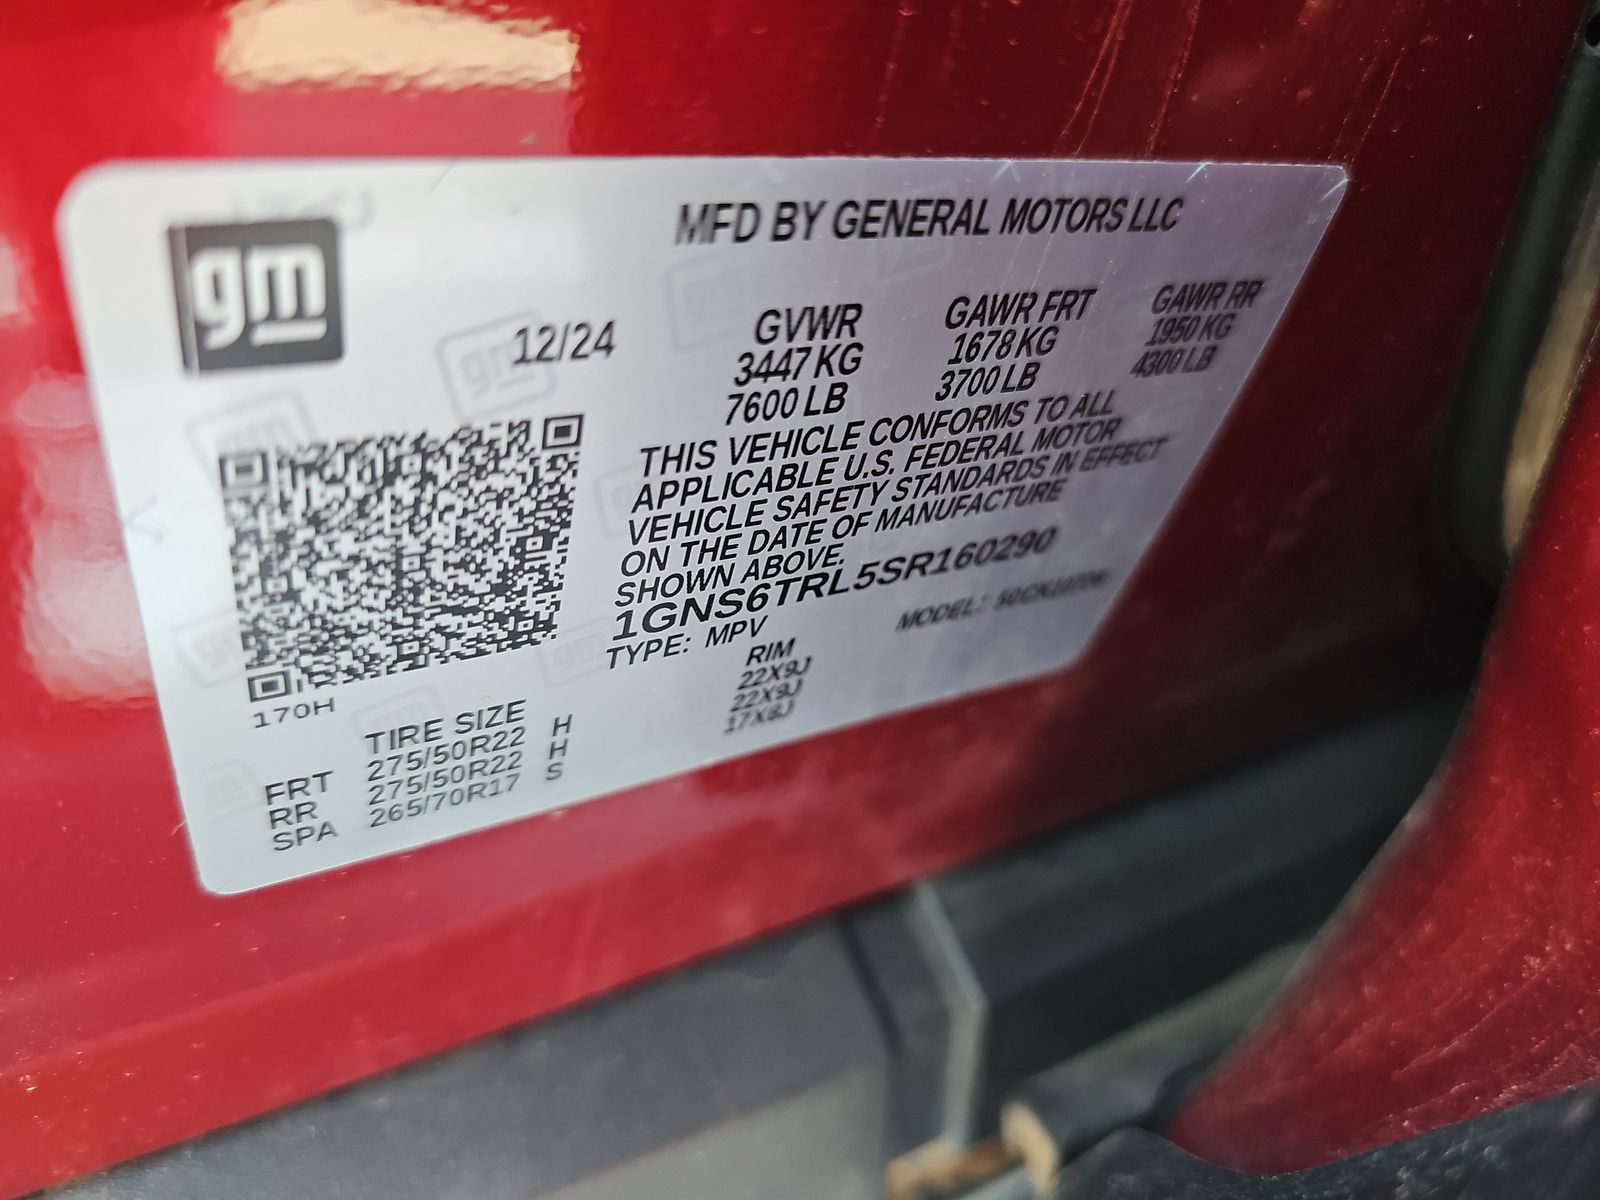 gm
MFD BY GENERAL MOTORS LLC
12/24
GVWR GAWR FRT GAWR RR
3447 KG 1678 KG 1950 KG
7600 LB 3700 LB 4300 LB
THIS VEHICLE CONFORMS TO ALL
APPLICABLE U.S. FEDERAL MOTOR
VEHICLE SAFETY STANDARDS IN EFFECT
ON THE DATE OF MANUFACTURE
SHOWN ABOVE.
1GNS6TRL5SR160290
TYPE: MPV MODEL:
170H
TIRE SIZE RIM
FRT 275/50R22 H 22X9J
RR 275/50R22 H 22X9J
SPA 265/70R17 S 17X8J